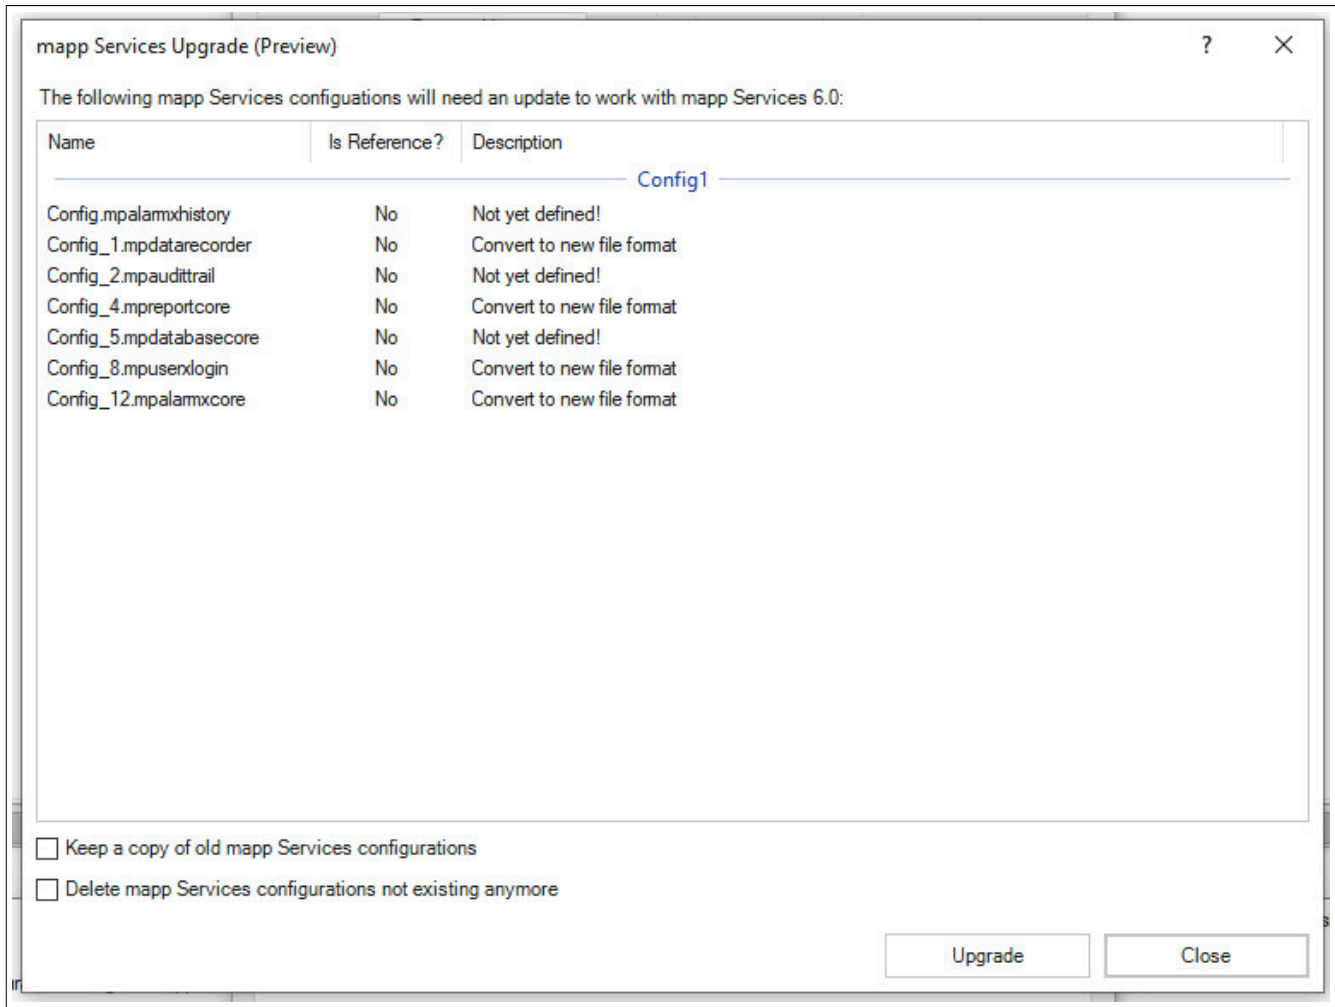 mapp Services Upgrade (Preview)
?
The following mapp Services configuations will need an update to work with mapp Services 6.0:
Name Is Reference? Description
Config1
Config.mpalarmxhistory No Not yet defined!
Config_1.mpdatarecorder No Convert to new file format
Config_2.mpaudittrail No Not yet defined!
Config_4.mpreportcore No Convert to new file format
Config_5.mpdatabasecore No Not yet defined!
Config_8.mpuserxlogin No Convert to new file format
Config_12.mpalarmxcore No Convert to new file format
Keep a copy of old mapp Services configurations
Delete mapp Services configurations not existing anymore
Upgrade Close